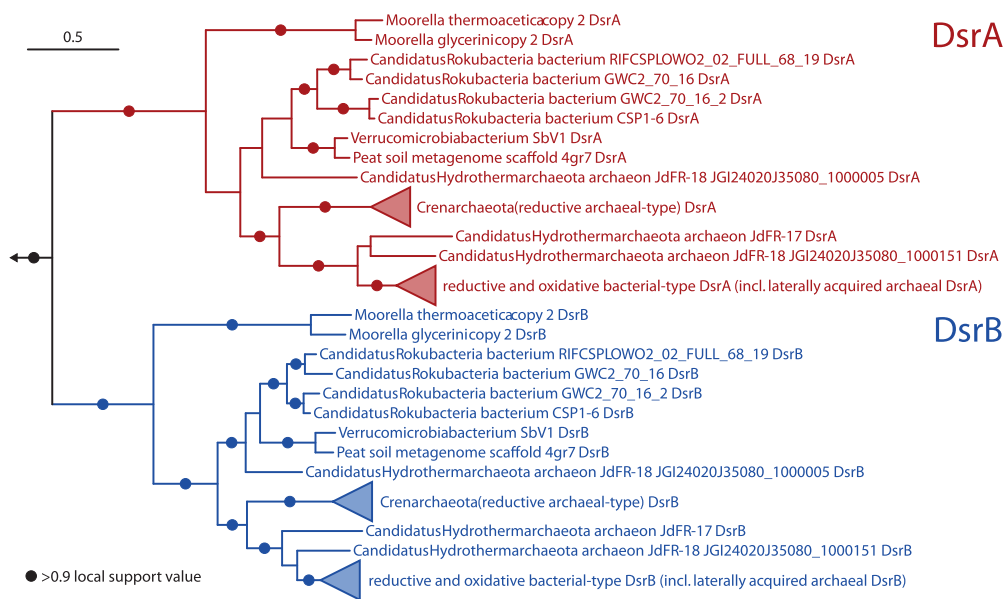 0.5
DsrA
Moorella thermoaceticacopy 2 DsrA
Moorella glycerinicopy 2 DsrA
CandidatusRokubacteria bacterium RIFCSPLOWO2_02_FULL_68_19 DsrA
CandidatusRokubacteria bacterium GWC2_70_16 DsrA
CandidatusRokubacteria bacterium GWC2_70_16_2 DsrA
CandidatusRokubacteria bacterium CSP1-6 DsrA
Verrucomicrobiabacterium SbV1 DsrA
Peat soil metagenome scaffold 4gr7 DsrA
CandidatusHydrothermarchaeota archaeon JdFR-18 JGI24020J35080_1000005 DsrA
Crenarchaeota(reductive archaeal-type) DsrA
CandidatusHydrothermarchaeota archaeon JdFR-17 DsrA
CandidatusHydrothermarchaeota archaeon JdFR-18 JGI24020J35080_1000151 DsrA
reductive and oxidative bacterial-type DsrA (incl. laterally acquired archaeal DsrA)
DsrB
Moorella thermoaceticacopy 2 DsrB
Moorella glycerinicopy 2 DsrB
CandidatusRokubacteria bacterium RIFCSPLOWO2_02_FULL_68_19 DsrB
CandidatusRokubacteria bacterium GWC2_70_16 DsrB
CandidatusRokubacteria bacterium GWC2_70_16_2 DsrB
CandidatusRokubacteria bacterium CSP1-6 DsrB
Verrucomicrobiabacterium SbV1 DsrB
Peat soil metagenome scaffold 4gr7 DsrB
CandidatusHydrothermarchaeota archaeon JdFR-18 JGI24020J35080_1000005 DsrB
Crenarchaeota(reductive archaeal-type) DsrB
CandidatusHydrothermarchaeota archaeon JdFR-17 DsrB
CandidatusHydrothermarchaeota archaeon JdFR-18 JGI24020J35080_1000151 DsrB
reductive and oxidative bacterial-type DsrB (incl. laterally acquired archaeal DsrB)
>0.9 local support value